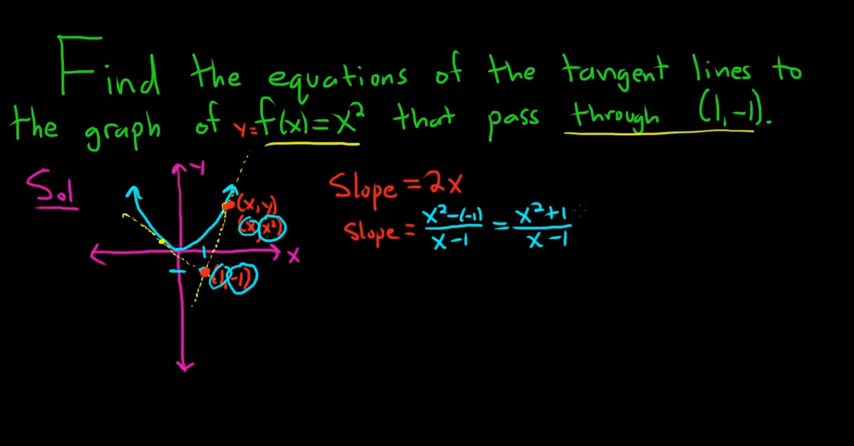 Find the equations of the tangent lines to
the graph of y=f(x)=x² that pass through (1,-1).
Sol
Y
Slope = 2x
(x,y)
(x,x²)
Slope = x²-(-1)/x-1 = x²+1/x-1
x
1
(1,-1)